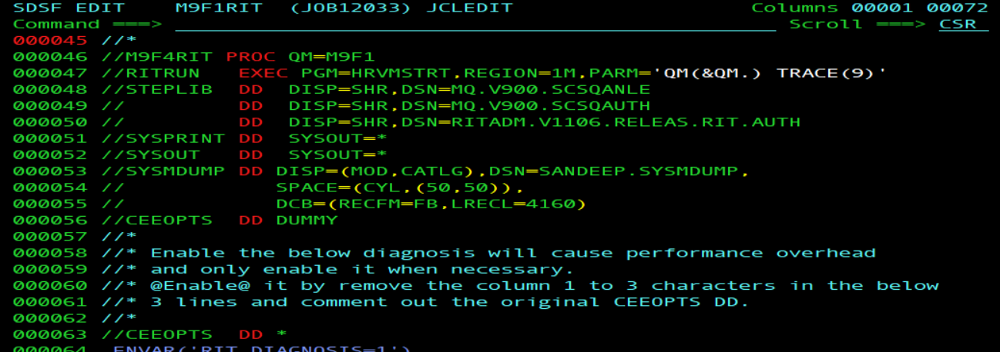 SDSF EDIT    M9F1RIT  (JOB12033) JCLEDIT                   Columns 00001 00072
Command ===>                                                  Scroll ===> CSR
000045 //*
000046 //M9F4RIT PROC QM=M9F1
000047 //RITRUN   EXEC PGM=HRVMSTRT,REGION=1M,PARM='QM(&QM.) TRACE(9)'
000048 //STEPLIB  DD  DISP=SHR,DSN=MQ.V900.SCSQANLE
000049 //         DD  DISP=SHR,DSN=MQ.V900.SCSQAUTH
000050 //         DD  DISP=SHR,DSN=RITADM.V1106.RELEAS.RIT.AUTH
000051 //SYSPRINT DD  SYSOUT=*
000052 //SYSOUT   DD  SYSOUT=*
000053 //SYSMDUMP DD DISP=(MOD,CATLG),DSN=SANDEEP.SYSMDUMP,
000054 //            SPACE=(CYL,(50,50)),
000055 //            DCB=(RECFM=FB,LRECL=4160)
000056 //CEEOPTS  DD DUMMY
000057 //*
000058 //* Enable the below diagnosis will cause performance overhead
000059 //* and only enable it when necessary.
000060 //* @Enable@ it by remove the column 1 to 3 characters in the below
000061 //* 3 lines and comment out the original CEEOPTS DD.
000062 //*
000063 //CEEOPTS  DD *
000064  ENVAR('RIT_DIAGNOSIS=1')